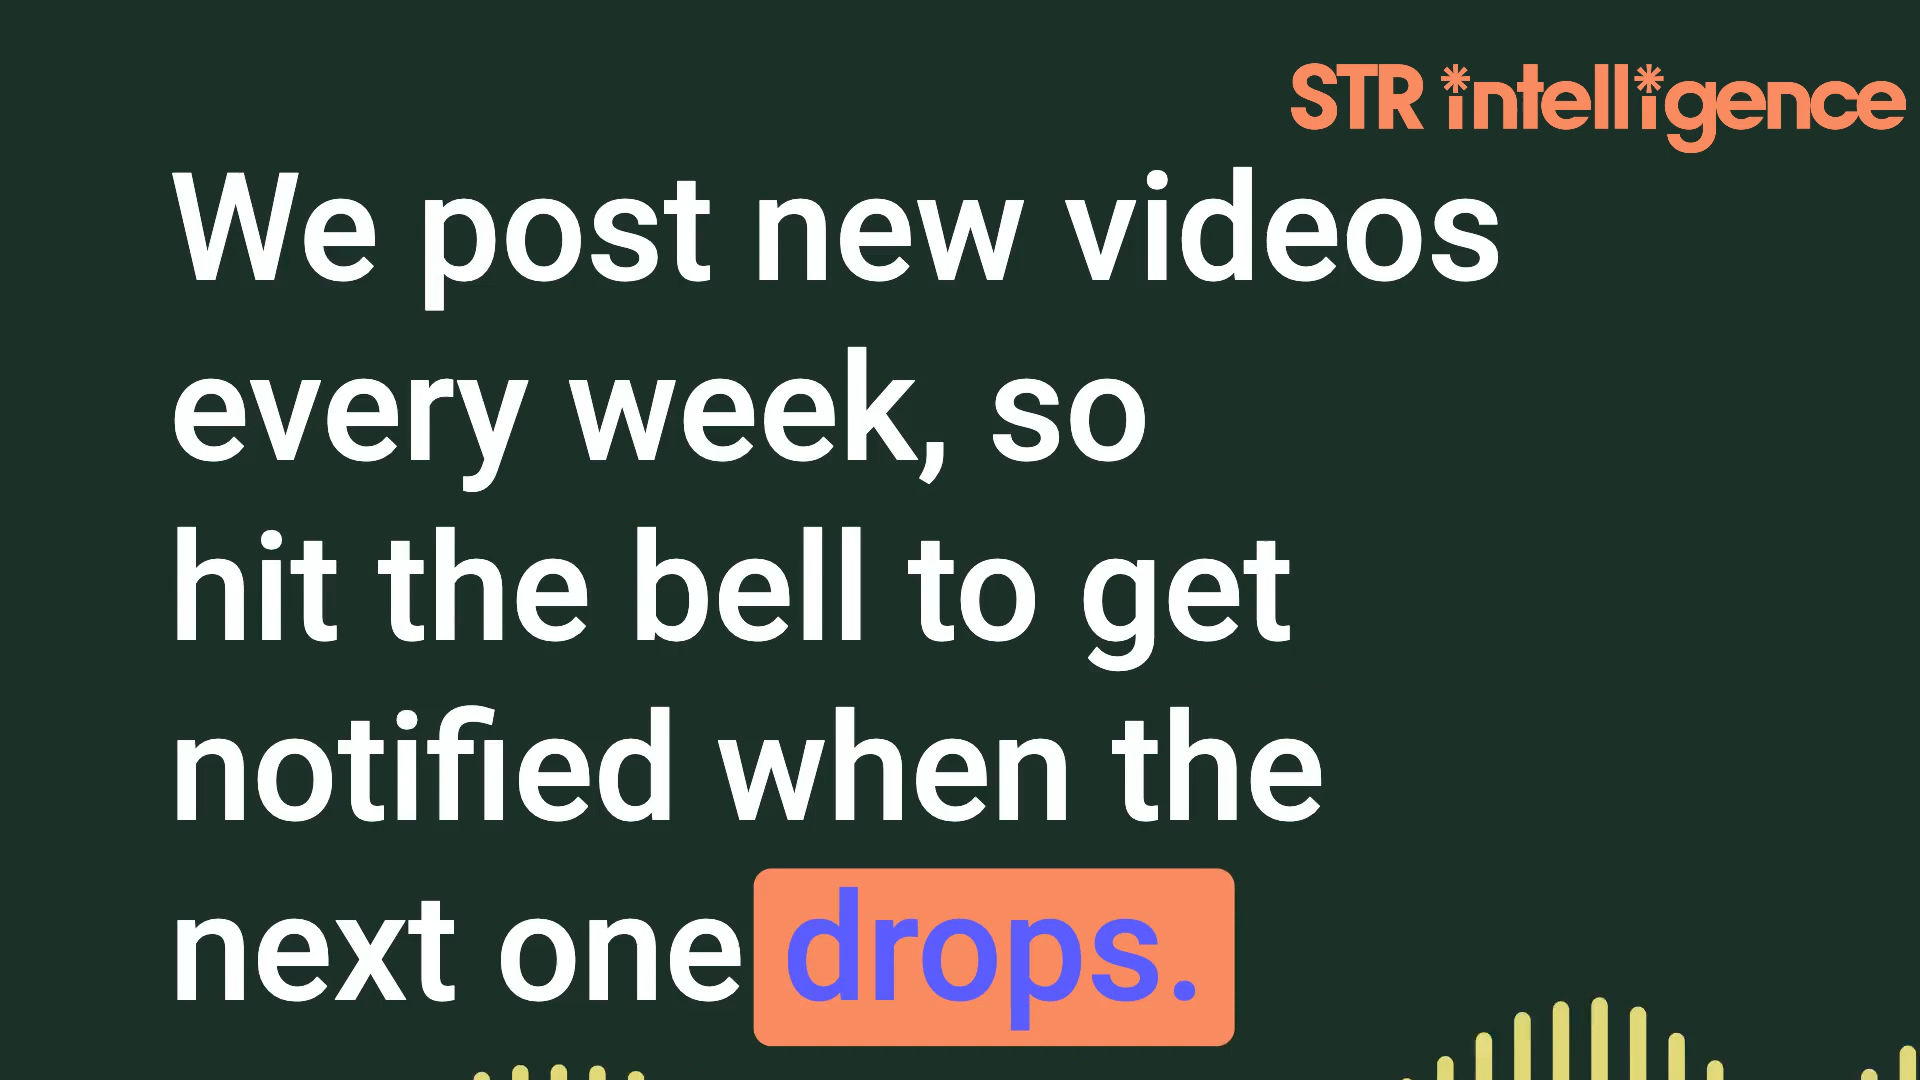 STR intelligence
We post new videos
every week, so
hit the bell to get
notified when the
next one drops.